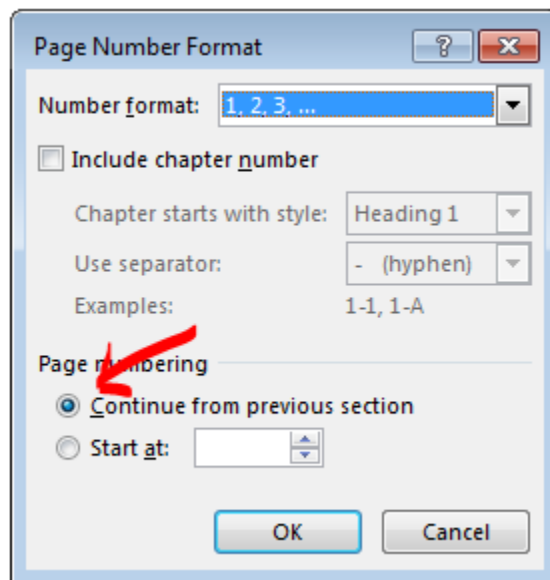 Page Number Format
Number format: 1, 2, 3, ...
Include chapter number
Chapter starts with style: Heading 1
Use separator: - (hyphen)
Examples: 1-1, 1-A
Page numbering
Continue from previous section
Start at:
OK Cancel